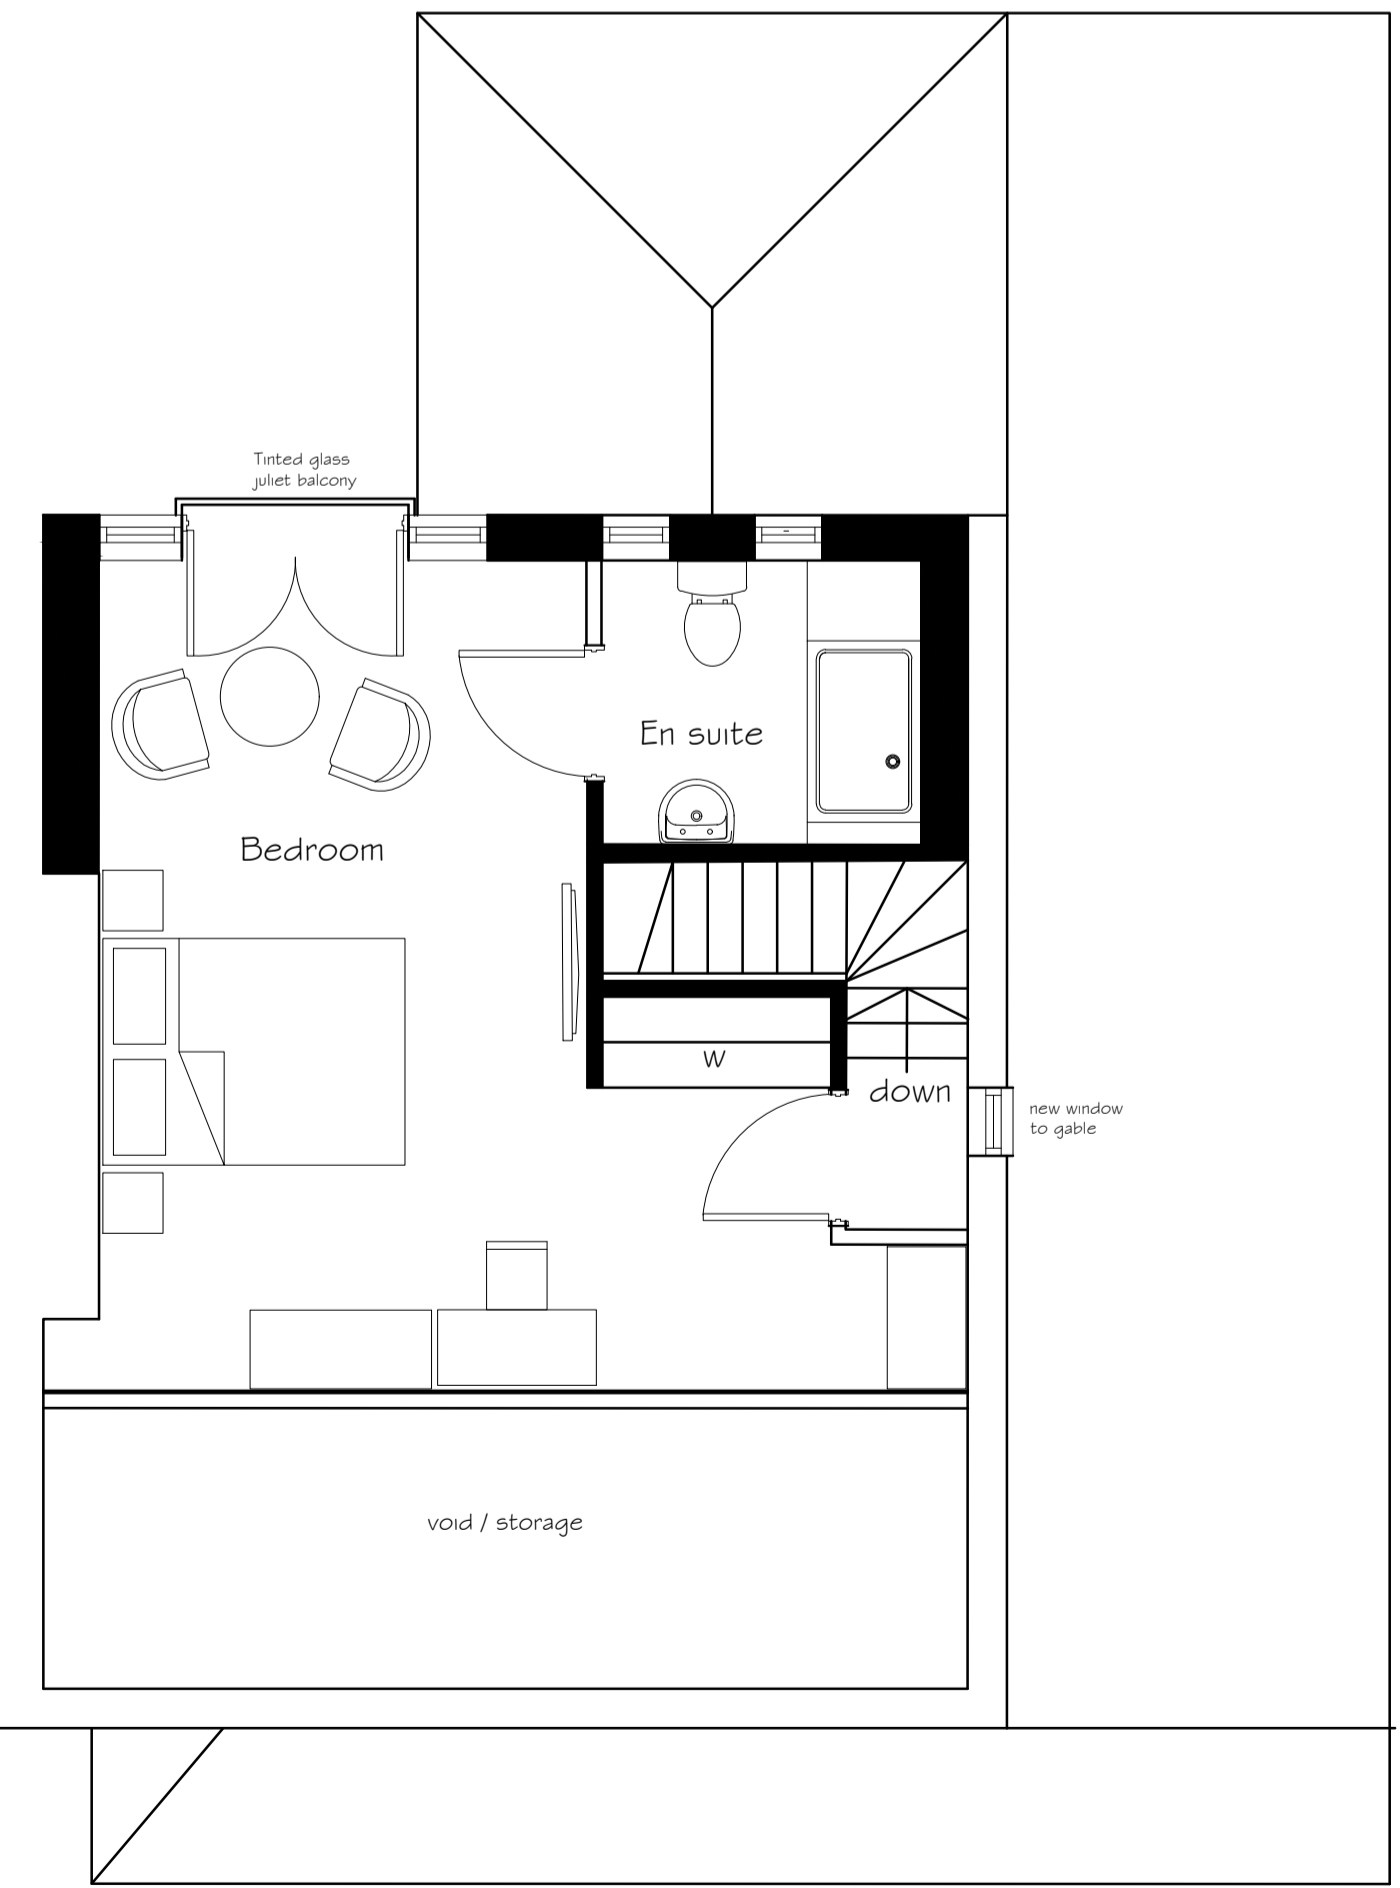 Tinted glass
juliet balcony
En suite
Bedroom
W
down
new window
to gable
void / storage